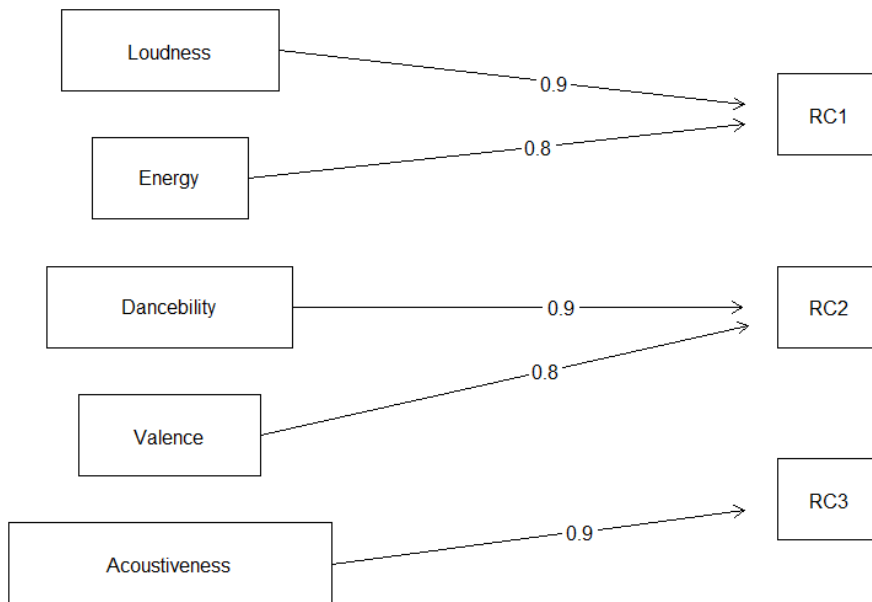 Loudness
0.9
RC1
0.8
Energy
Dancebility
0.9
RC2
0.8
Valence
RC3
0.9
Acoustiveness